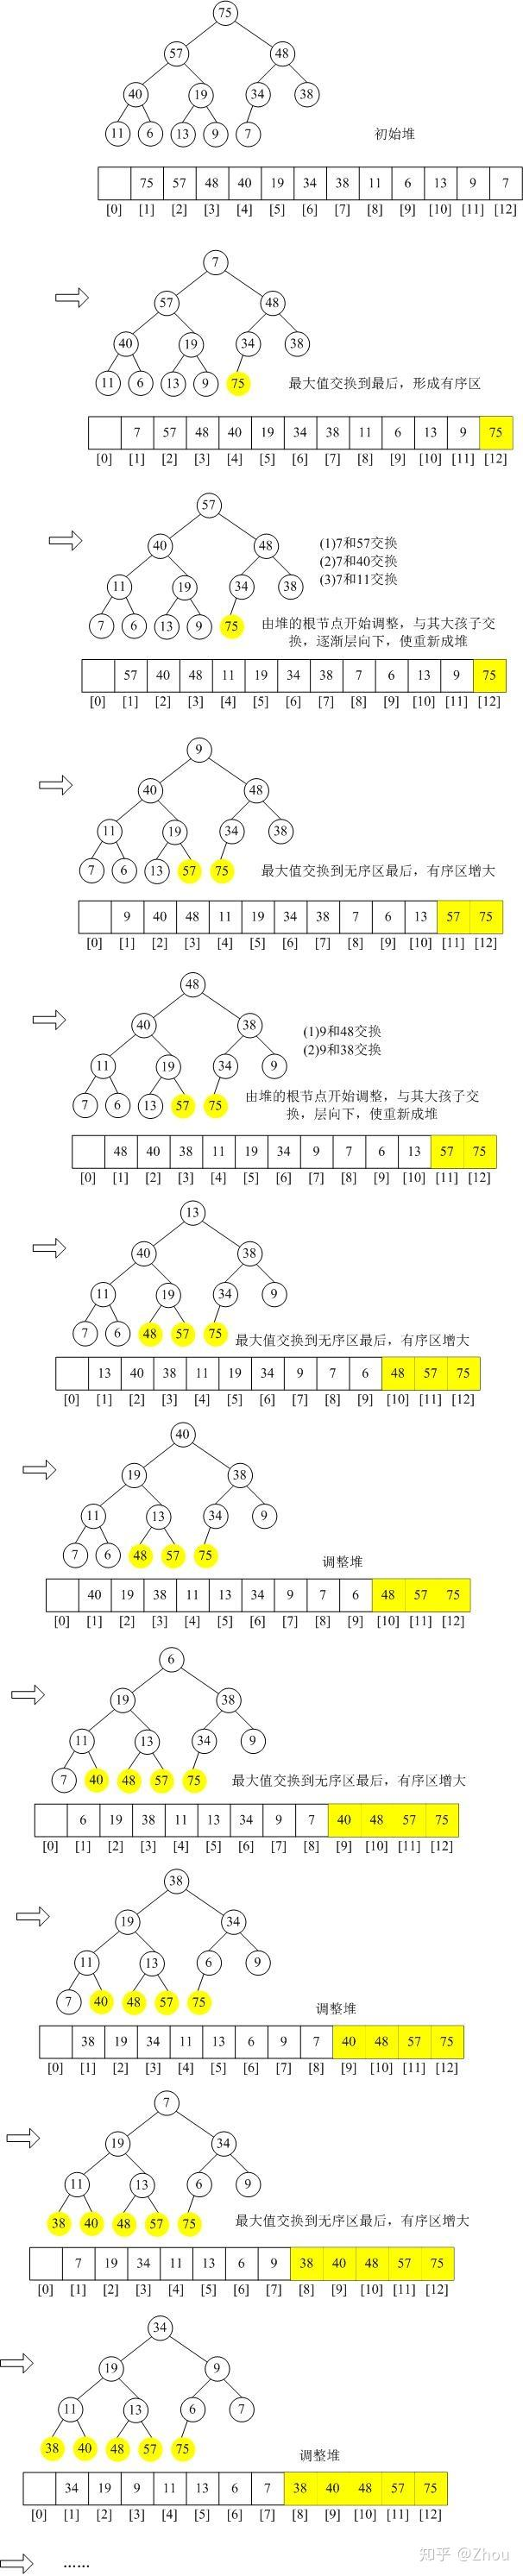 75
57 48
40 19 34 38
11 6 13 9 7
初始堆
75 57 48 40 19 34 38 11 6 13 9 7
[0] [1] [2] [3] [4] [5] [6] [7] [8] [9] [10] [11] [12]
7
57 48
40 19 34 38
11 6 13 9 75
最大值交换到最后，形成有序区
7 57 48 40 19 34 38 11 6 13 9 75
[0] [1] [2] [3] [4] [5] [6] [7] [8] [9] [10] [11] [12]
57
40 48
(1)7和57交换
(2)7和40交换
(3)7和11交换
11 19 34 38
7 6 13 9 75
由堆的根节点开始调整，与其大孩子交
换，逐渐层向下，使重新成堆
57 40 48 11 19 34 38 7 6 13 9 75
[0] [1] [2] [3] [4] [5] [6] [7] [8] [9] [10] [11] [12]
9
40 48
11 19 34 38
7 6 13 57 75
最大值交换到无序区最后，有序区增大
9 40 48 11 19 34 38 7 6 13 57 75
[0] [1] [2] [3] [4] [5] [6] [7] [8] [9] [10] [11] [12]
48
40 38
(1)9和48交换
(2)9和38交换
11 19 34 9
7 6 13 57 75
由堆的根节点开始调整，与其大孩子交
换，层向下，使重新成堆
48 40 38 11 19 34 9 7 6 13 57 75
[0] [1] [2] [3] [4] [5] [6] [7] [8] [9] [10] [11] [12]
13
40 38
11 19 34 9
7 6 48 57 75
最大值交换到无序区最后，有序区增大
13 40 38 11 19 34 9 7 6 48 57 75
[0] [1] [2] [3] [4] [5] [6] [7] [8] [9] [10] [11] [12]
40
19 38
11 13 34 9
7 6 48 57 75
调整堆
40 19 38 11 13 34 9 7 6 48 57 75
[0] [1] [2] [3] [4] [5] [6] [7] [8] [9] [10] [11] [12]
6
19 38
11 13 34 9
7 40 48 57 75
最大值交换到无序区最后，有序区增大
6 19 38 11 13 34 9 7 40 48 57 75
[0] [1] [2] [3] [4] [5] [6] [7] [8] [9] [10] [11] [12]
38
19 34
11 13 6 9
7 40 48 57 75
调整堆
38 19 34 11 13 6 9 7 40 48 57 75
[0] [1] [2] [3] [4] [5] [6] [7] [8] [9] [10] [11] [12]
7
19 34
11 13 6 9
38 40 48 57 75
最大值交换到无序区最后，有序区增大
7 19 34 11 13 6 9 38 40 48 57 75
[0] [1] [2] [3] [4] [5] [6] [7] [8] [9] [10] [11] [12]
34
19 9
11 13 6 7
38 40 48 57 75
调整堆
34 19 9 11 13 6 7 38 40 48 57 75
[0] [1] [2] [3] [4] [5] [6] [7] [8] [9] [10] [11] [12]
……
知乎 @Zhou